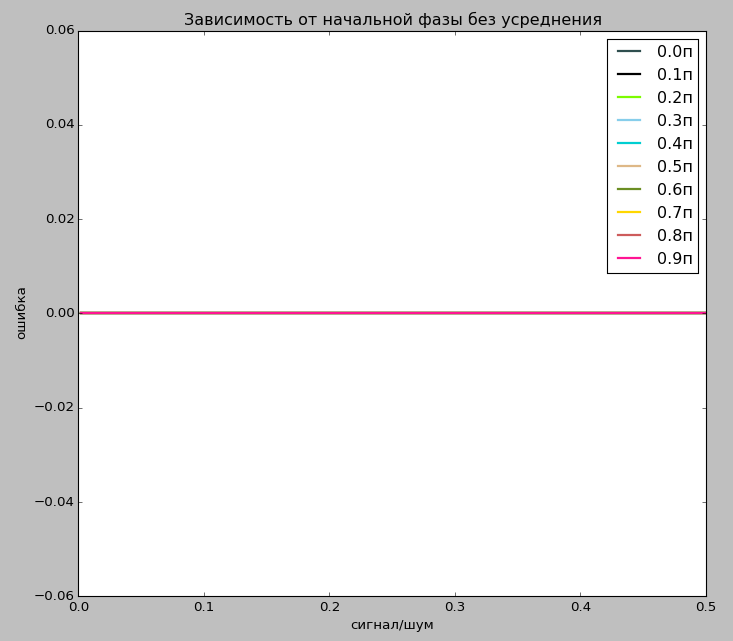 Зависимость от начальной фазы без усреднения
0.06
0.04
0.02
0.00
−0.02
−0.04
−0.06
ошибка
0.0п
0.1п
0.2п
0.3п
0.4п
0.5п
0.6п
0.7п
0.8п
0.9п
0.0 0.1 0.2 0.3 0.4 0.5
сигнал/шум